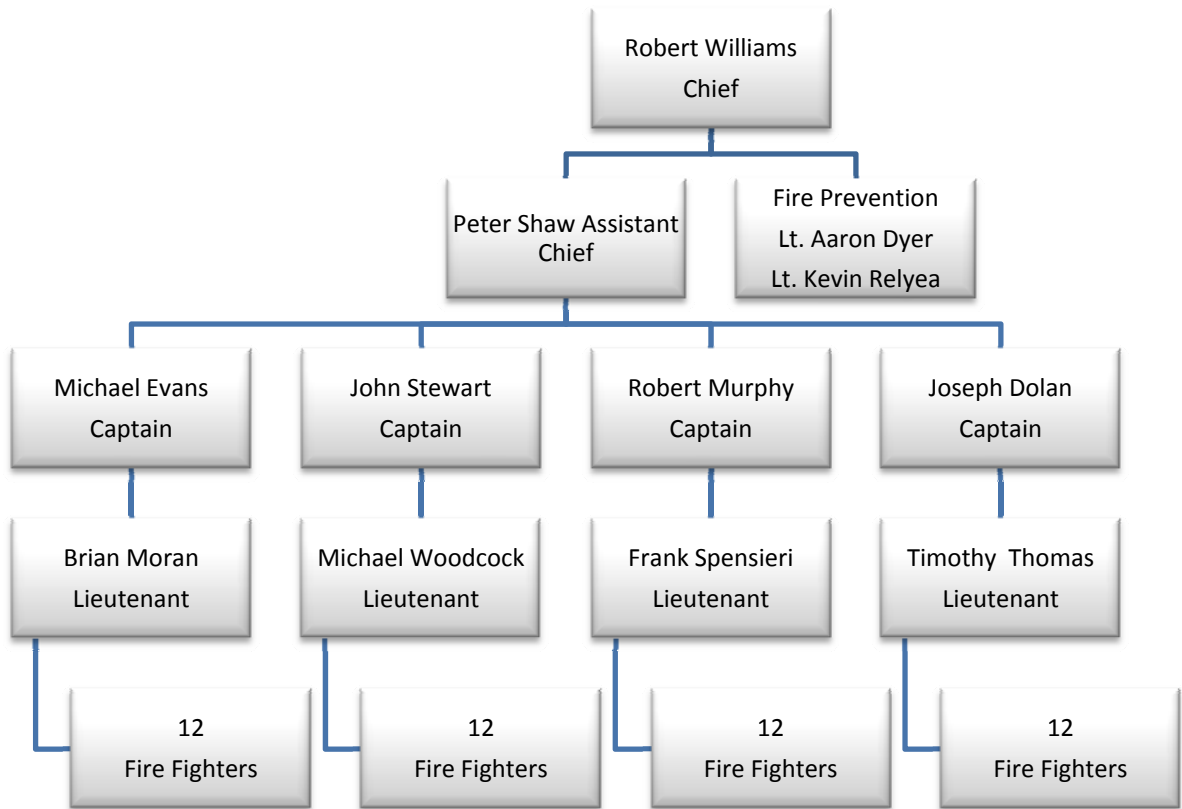 Robert Williams
Chief
Peter Shaw Assistant
Chief
Fire Prevention
Lt. Aaron Dyer
Lt. Kevin Relyea
Michael Evans
Captain
John Stewart
Captain
Robert Murphy
Captain
Joseph Dolan
Captain
Brian Moran
Lieutenant
Michael Woodcock
Lieutenant
Frank Spensieri
Lieutenant
Timothy  Thomas
Lieutenant
12
Fire Fighters
12
Fire Fighters
12
Fire Fighters
12
Fire Fighters